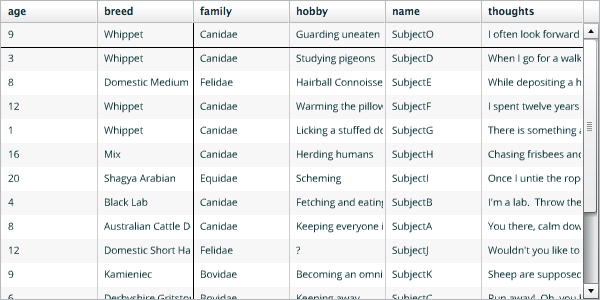 age breed family hobby name thoughts
9 Whippet Canidae Guarding uneaten SubjectO I often look forward
3 Whippet Canidae Studying pigeons SubjectD When I go for a walk
8 Domestic Medium Felidae Hairball Connoisse SubjectE While depositing a h
12 Whippet Canidae Warming the pillow SubjectF I spent twelve years
1 Whippet Canidae Licking a stuffed do SubjectG There is something a
16 Mix Canidae Herding humans SubjectH Chasing frisbees and
20 Shagya Arabian Equidae Scheming SubjectI Once I untie the rop
4 Black Lab Canidae Fetching and eating SubjectB I'm a lab. Throw the
8 Australian Cattle D Canidae Keeping everyone i SubjectA You there, calm dow
12 Domestic Short Ha Felidae ? SubjectJ Wouldn't you like to
9 Kamieniec Bovidae Becoming an omni SubjectK Sheep are supposed
6 Derbyshire Gritston Bovidae Keeping away SubjectC Run away! Oh, you l